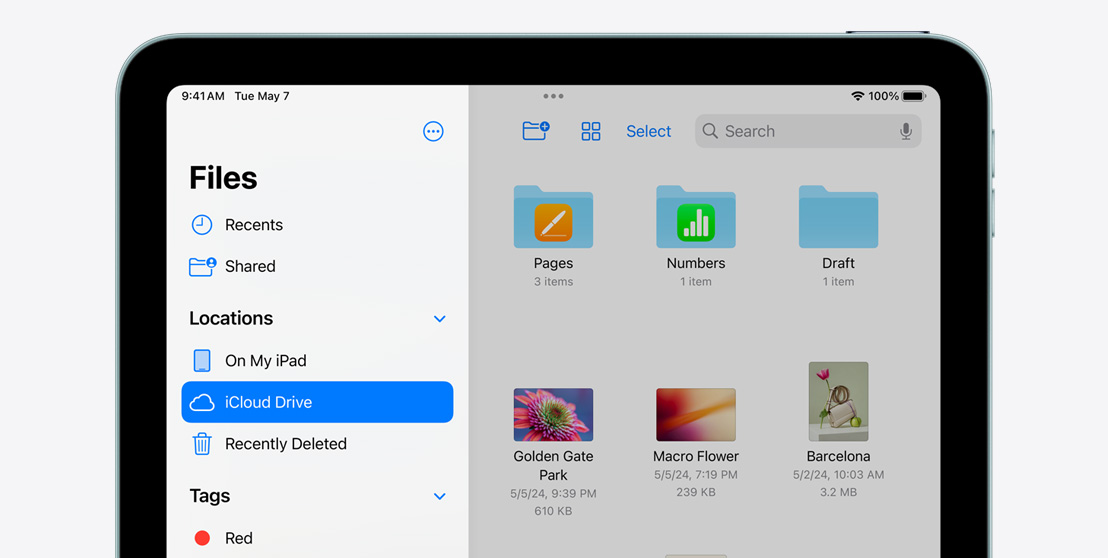 9:41 AM Tue May 7
100%
Files
Recents
Shared
Locations
On My iPad
iCloud Drive
Recently Deleted
Tags
Red
Select
Search
Pages
3 items
Numbers
1 item
Draft
1 item
Golden Gate
Park
5/5/24, 9:39 PM
610 KB
Macro Flower
5/5/24, 7:19 PM
239 KB
Barcelona
5/2/24, 10:03 AM
3.2 MB